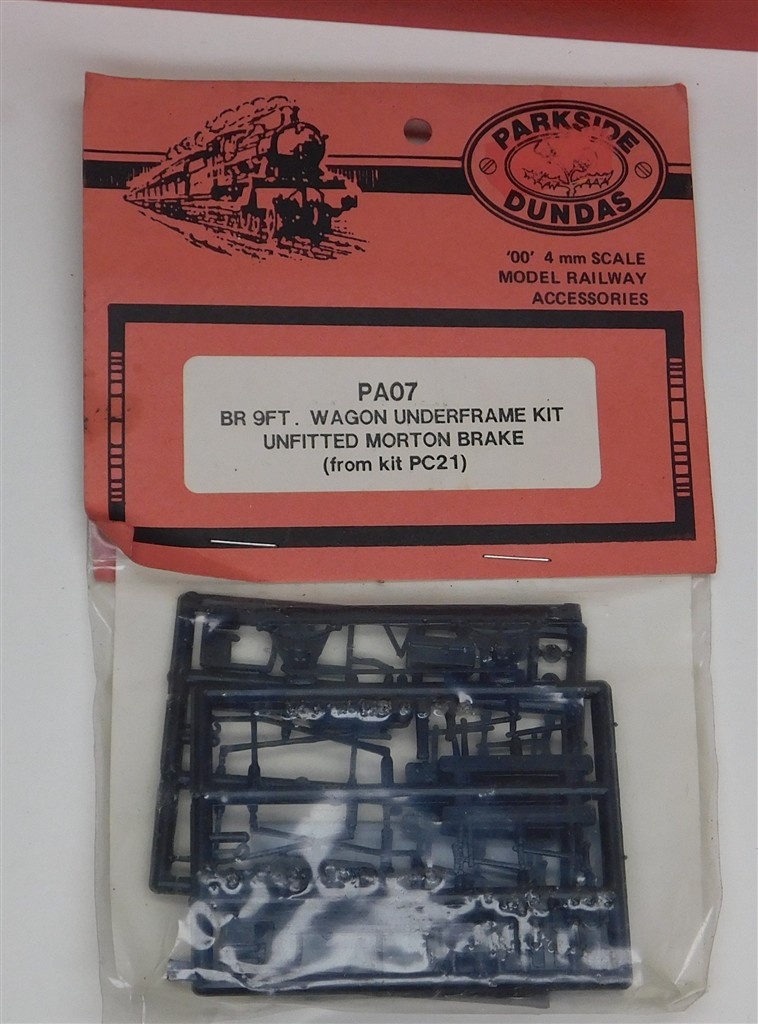 PARKSIDE
DUNDAS
'00' 4 mm SCALE
MODEL RAILWAY
ACCESSORIES
PA07
BR 9FT. WAGON UNDERFRAME KIT
UNFITTED MORTON BRAKE
(from kit PC21)